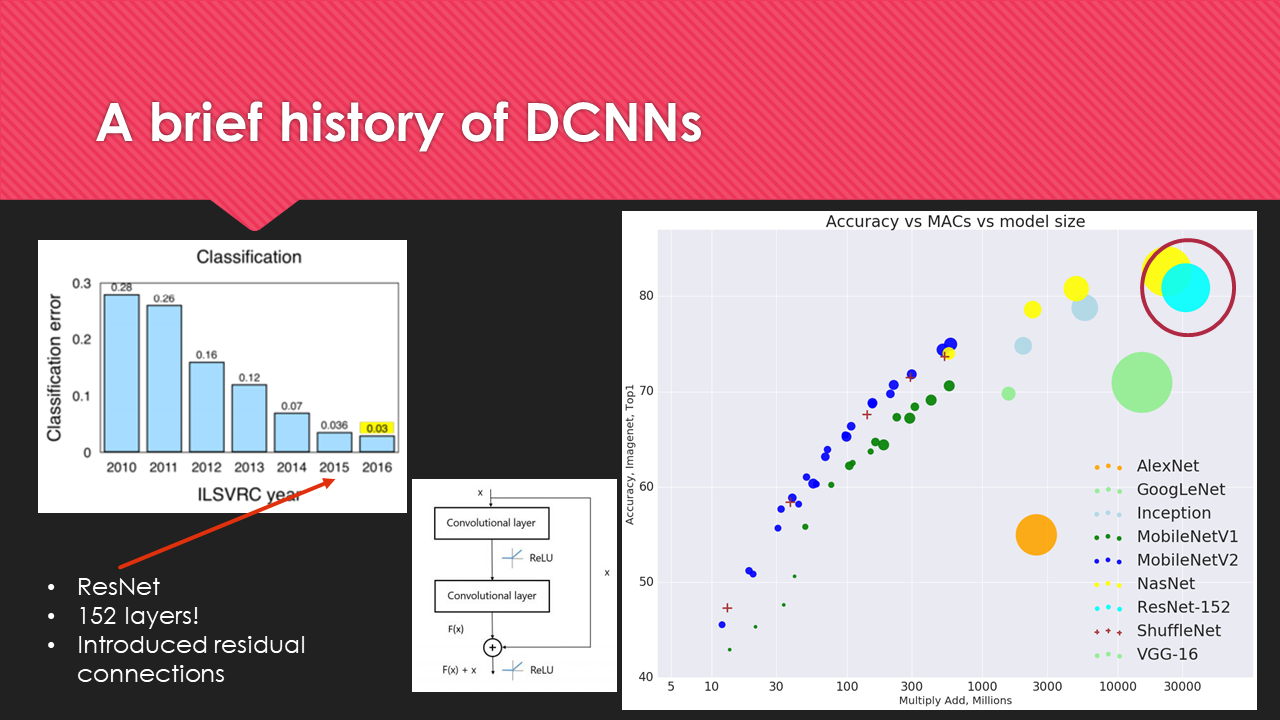 A brief history of DCNNs
Classification
Classification error
0.3
0.2
0.1
0
0.28
0.26
0.16
0.12
0.07
0.036
0.03
2010 2011 2012 2013 2014 2015 2016
ILSVRC year
• ResNet
• 152 layers!
• Introduced residual
connections
x
Convolutional layer
ReLU
x
Convolutional layer
F(x)
+
F(x) + x
ReLU
Accuracy vs MACs vs model size
Accuracy, Imagenet, Top1
80
70
60
50
40
5 10 30 100 300 1000 3000 10000 30000
Multiply Add, Millions
AlexNet
GoogLeNet
Inception
MobileNetV1
MobileNetV2
NasNet
ResNet-152
ShuffleNet
VGG-16